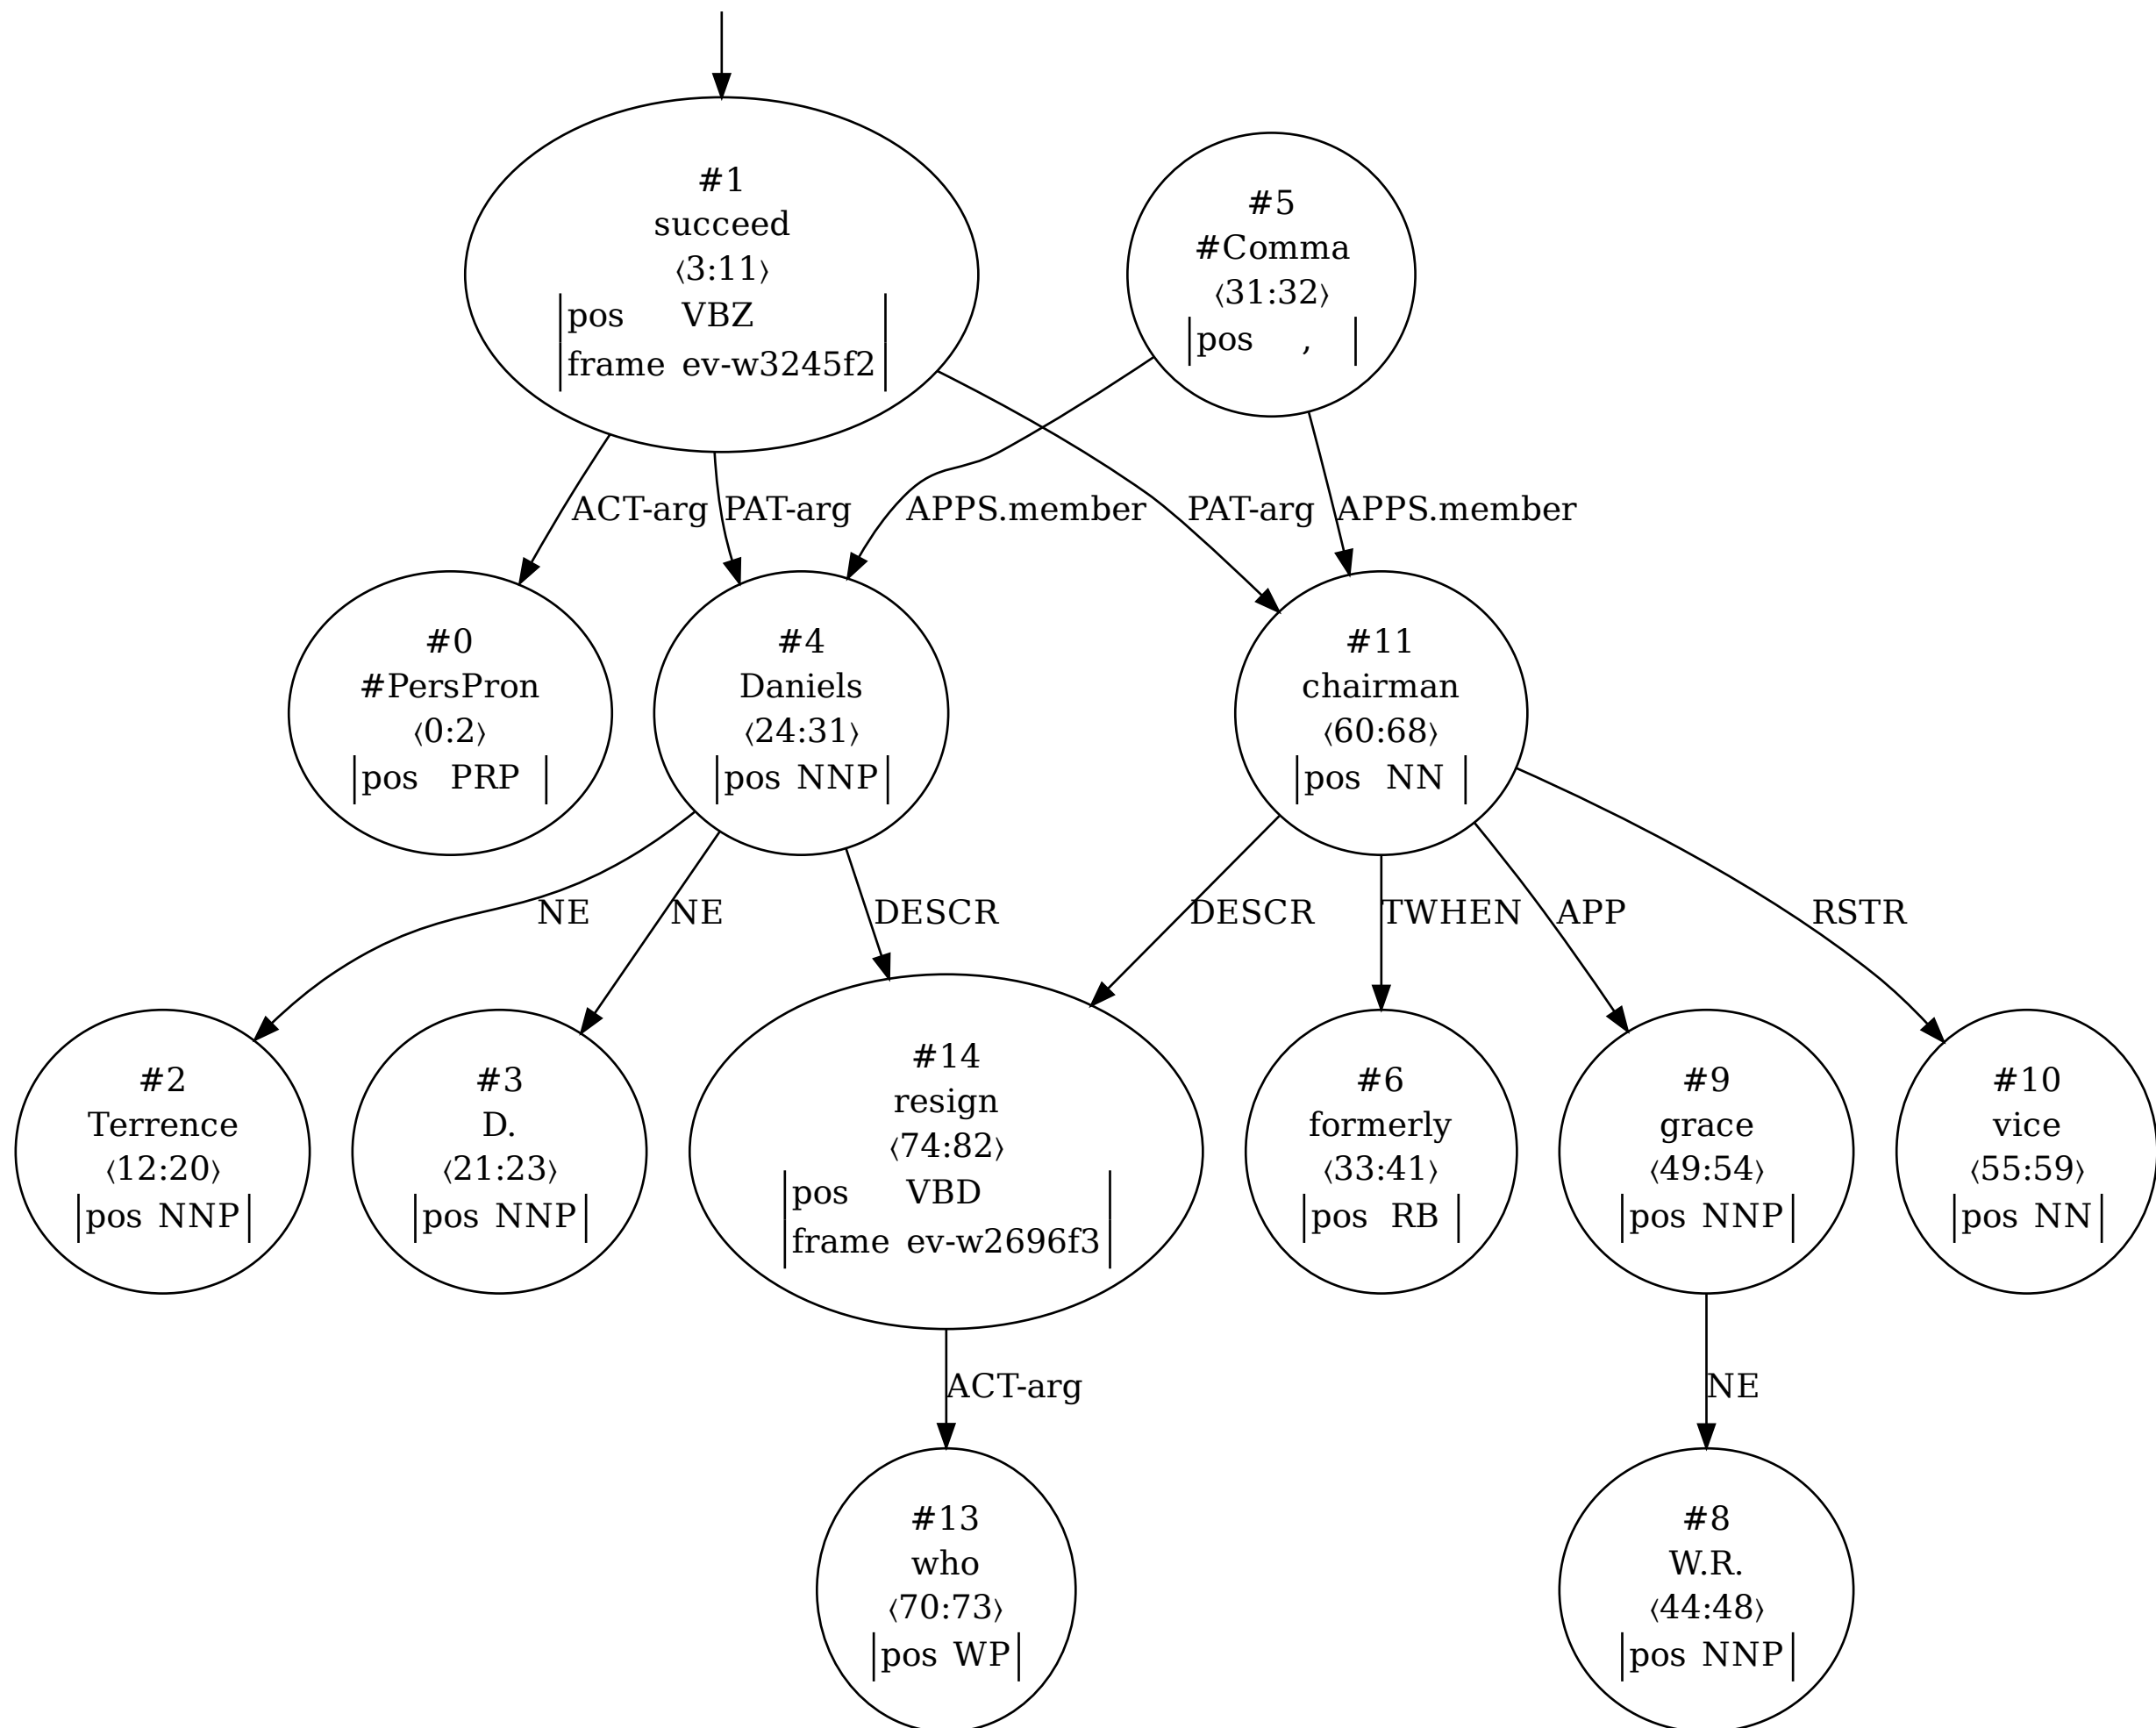 #1
succeed
⟨3:11⟩
pos VBZ
frame ev-w3245f2
#5
#Comma
⟨31:32⟩
pos ,
ACT-arg
PAT-arg
APPS.member
PAT-arg
APPS.member
#0
#PersPron
⟨0:2⟩
pos PRP
#4
Daniels
⟨24:31⟩
pos NNP
#11
chairman
⟨60:68⟩
pos NN
NE
NE
DESCR
DESCR
TWHEN
APP
RSTR
#2
Terrence
⟨12:20⟩
pos NNP
#3
D.
⟨21:23⟩
pos NNP
#14
resign
⟨74:82⟩
pos VBD
frame ev-w2696f3
#6
formerly
⟨33:41⟩
pos RB
#9
grace
⟨49:54⟩
pos NNP
#10
vice
⟨55:59⟩
pos NN
ACT-arg
NE
#13
who
⟨70:73⟩
pos WP
#8
W.R.
⟨44:48⟩
pos NNP